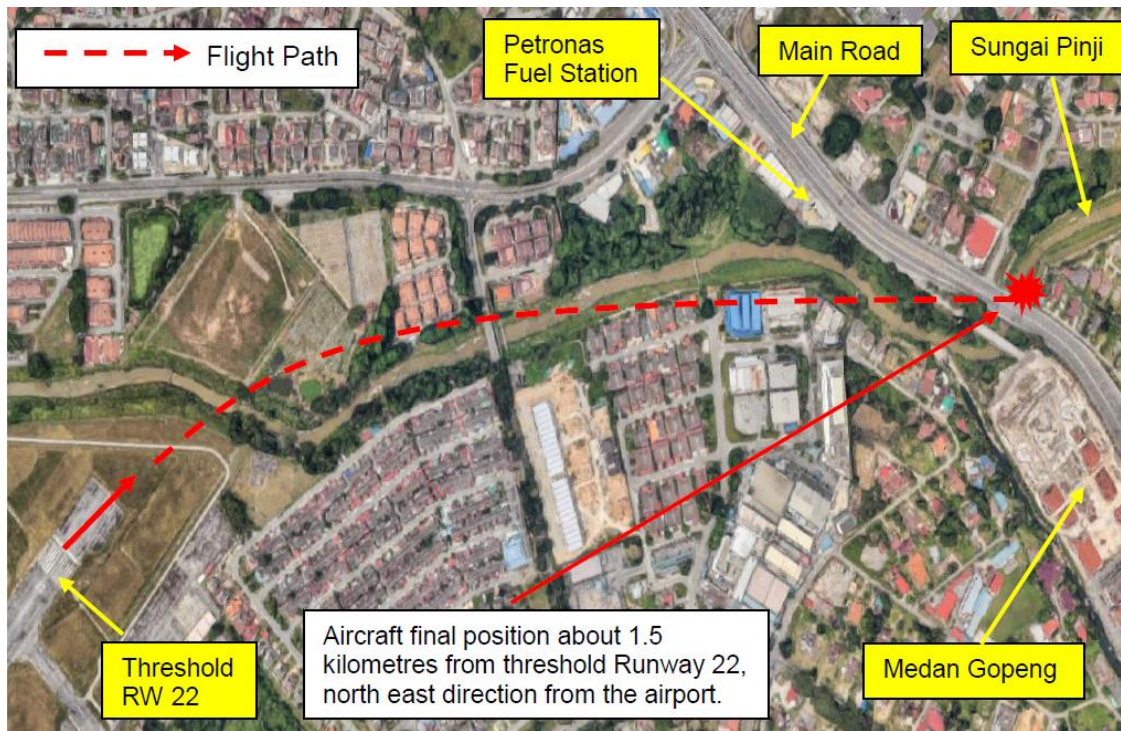 Flight Path
Petronas
Fuel Station
Main Road
Sungai Pinji
Threshold
RW 22
Aircraft final position about 1.5
kilometres from threshold Runway 22,
north east direction from the airport.
Medan Gopeng